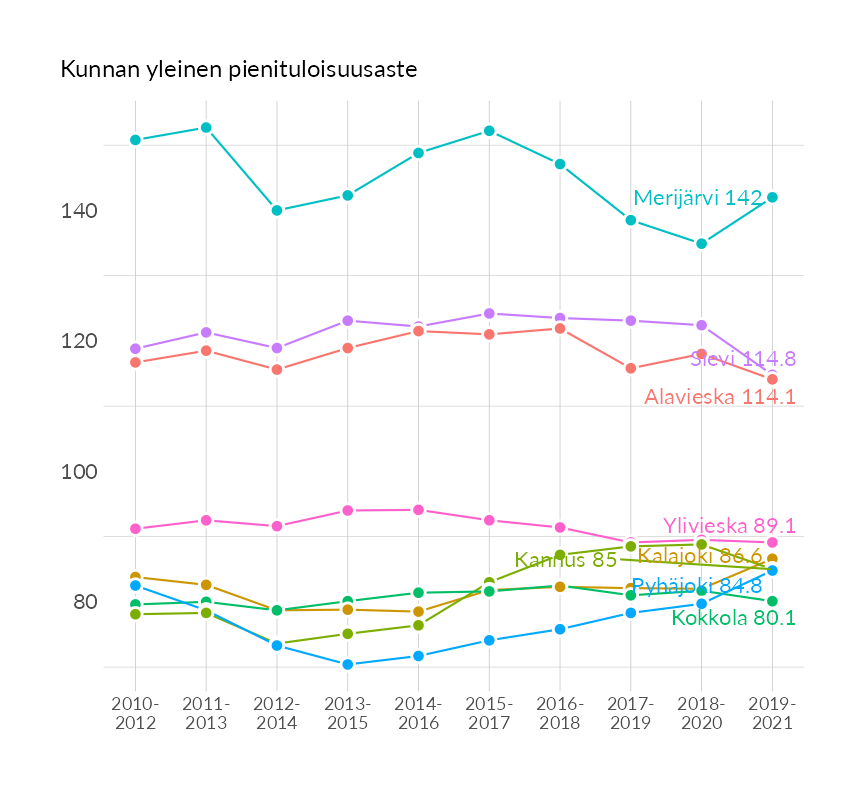 Kunnan yleinen pienituloisuusaste
Merijärvi 142
140
120
Sievi 114.8
Alavieska 114.1
100
Ylivieska 89.1
Kannus 85
Kalajoki 86.6
Pyhäjoki 84.8
80
Kokkola 80.1
2010-
2012
2011-
2013
2012-
2014
2013-
2015
2014-
2016
2015-
2017
2016-
2018
2017-
2019
2018-
2020
2019-
2021